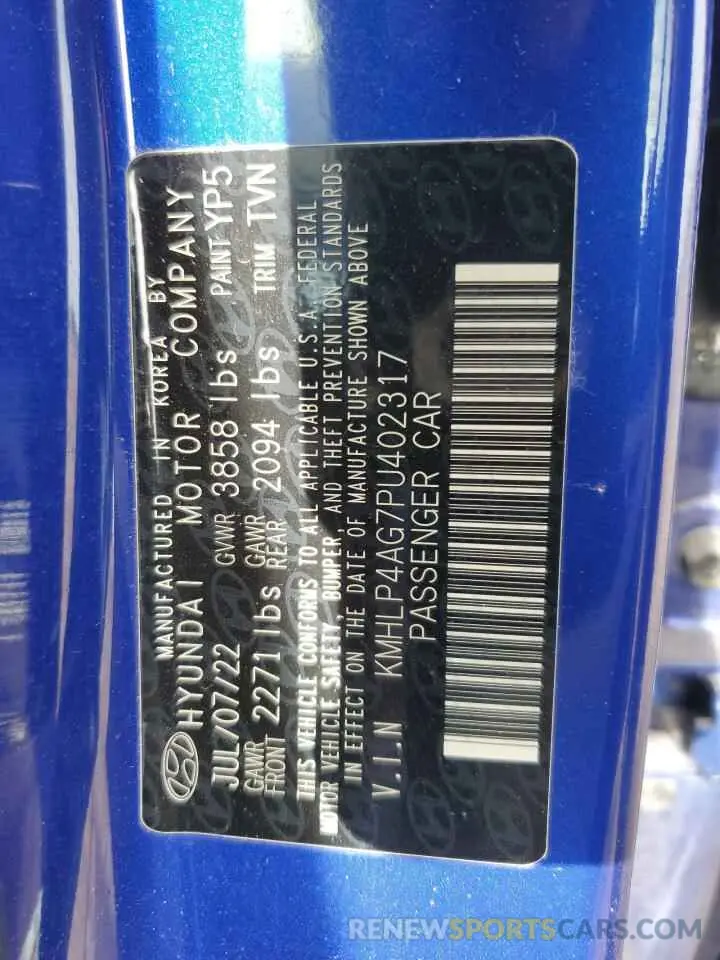 MANUFACTURED IN KOREA BY
HYUNDAI MOTOR COMPANY
JUL707/22 GVWR 3858 lbs PAINT YP5
GAWR FRONT 2271 lbs GAWR REAR 2094 lbs TRIM TVN
THIS VEHICLE CONFORMS TO ALL APPLICABLE U.S.A. FEDERAL
MOTOR VEHICLE SAFETY, BUMPER, AND THEFT PREVENTION STANDARDS
IN EFFECT ON THE DATE OF MANUFACTURE SHOWN ABOVE
V.I.N KMHLP4AG7PU402317
PASSENGER CAR
RENEWSPORTSCARS.COM